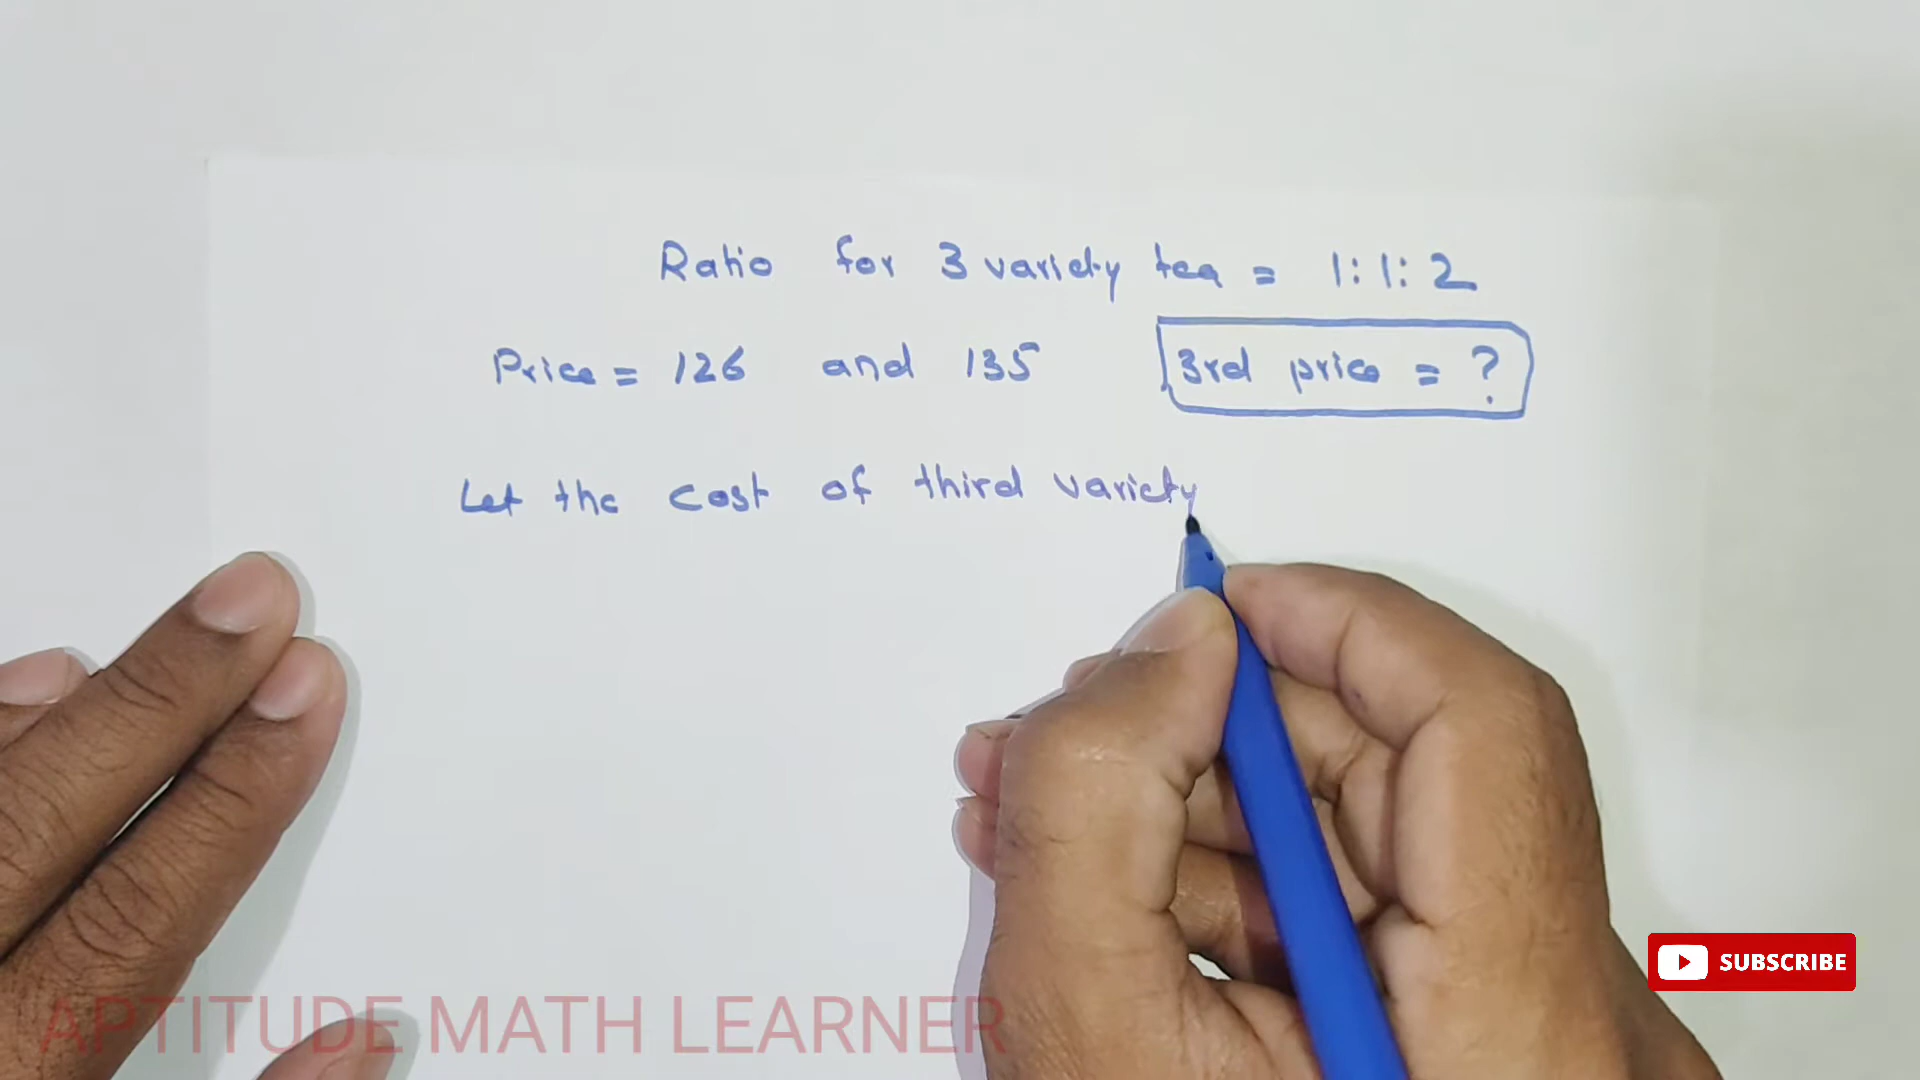 Ratio for 3 variety tea = 1:1:2
Price = 126 and 135 3rd price = ?
Let the cost of third variety
SUBSCRIBE
APTITUDE MATH LEARNER